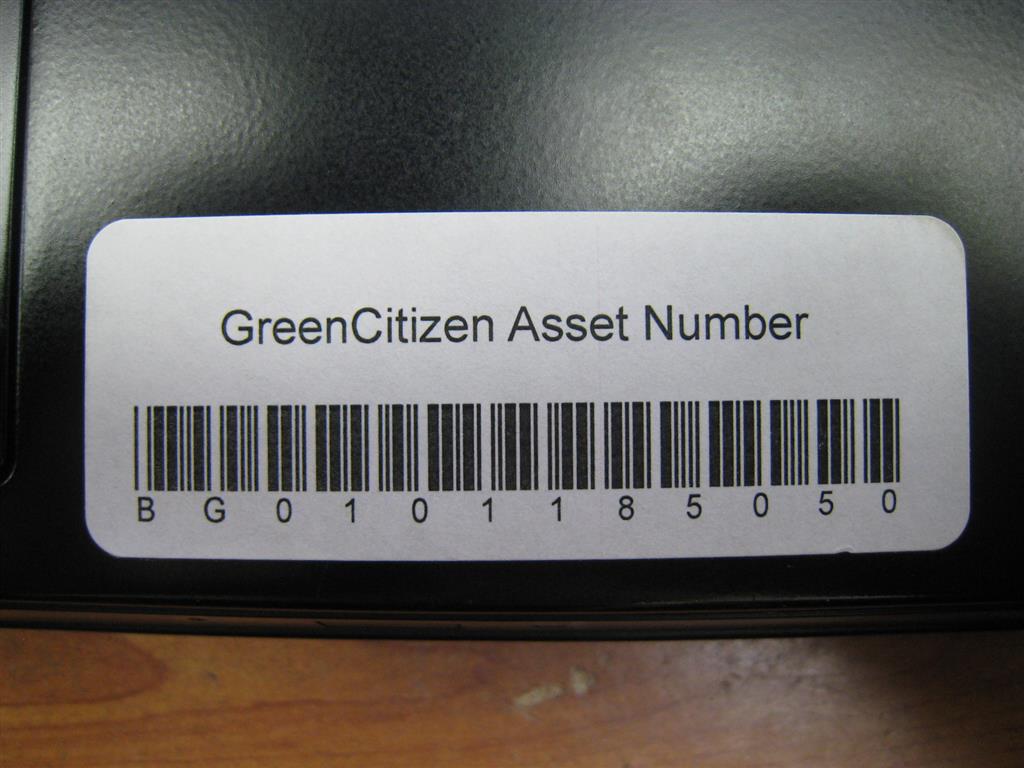 GreenCitizen Asset Number
B G 0 1 0 1 1 8 5 0 5 0